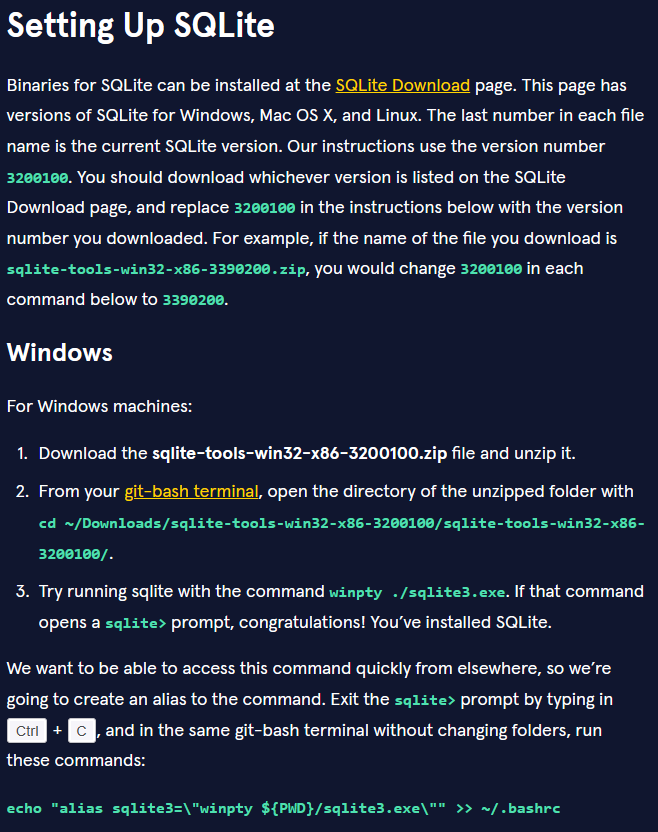 Setting Up SQLite
Binaries for SQLite can be installed at the SQLite Download page. This page has
versions of SQLite for Windows, Mac OS X, and Linux. The last number in each file
name is the current SQLite version. Our instructions use the version number
3200100. You should download whichever version is listed on the SQLite
Download page, and replace 3200100 in the instructions below with the version
number you downloaded. For example, if the name of the file you download is
sqlite-tools-win32-x86-3390200.zip, you would change 3200100 in each
command below to 3390200.
Windows
For Windows machines:
1. Download the sqlite-tools-win32-x86-3200100.zip file and unzip it.
2. From your git-bash terminal, open the directory of the unzipped folder with
cd ~/Downloads/sqlite-tools-win32-x86-3200100/sqlite-tools-win32-x86-
3200100/.
3. Try running sqlite with the command winpty ./sqlite3.exe. If that command
opens a sqlite> prompt, congratulations! You’ve installed SQLite.
We want to be able to access this command quickly from elsewhere, so we’re
going to create an alias to the command. Exit the sqlite> prompt by typing in
Ctrl + C, and in the same git-bash terminal without changing folders, run
these commands:
echo "alias sqlite3=\"winpty ${PWD}/sqlite3.exe\"" >> ~/.bashrc